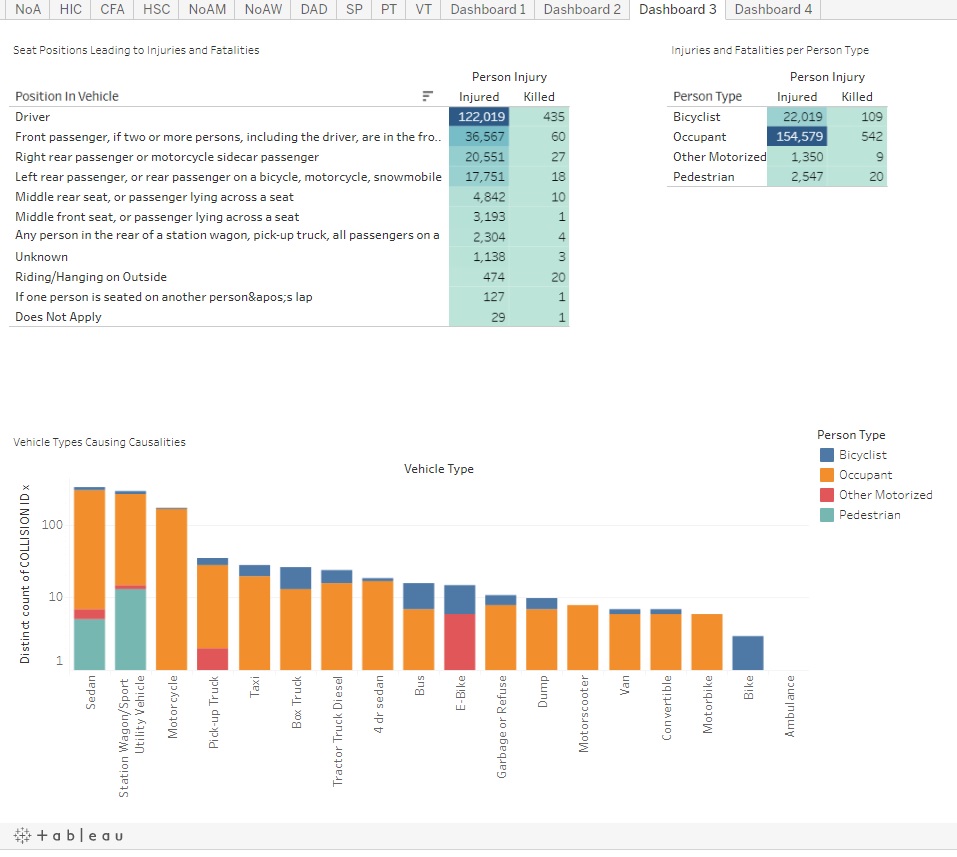 NoA HIC CFA HSC NoAM NoAW DAD SP PT VT Dashboard 1 Dashboard 2 Dashboard 3 Dashboard 4
Seat Positions Leading to Injuries and Fatalities
Person Injury
Position In Vehicle Injured Killed
Driver 122,019 435
Front passenger, if two or more persons, including the driver, are in the fro.. 36,567 60
Right rear passenger or motorcycle sidecar passenger 20,551 27
Left rear passenger, or rear passenger on a bicycle, motorcycle, snowmobile 17,751 18
Middle rear seat, or passenger lying across a seat 4,842 10
Middle front seat, or passenger lying across a seat 3,193 1
Any person in the rear of a station wagon, pick-up truck, all passengers on a 2,304 4
Unknown 1,138 3
Riding/Hanging on Outside 474 20
If one person is seated on another person&apos;s lap 127 1
Does Not Apply 29 1
Injuries and Fatalities per Person Type
Person Injury
Person Type Injured Killed
Bicyclist 22,019 109
Occupant 154,579 542
Other Motorized 1,350 9
Pedestrian 2,547 20
Vehicle Types Causing Causalities
Vehicle Type
Distinct count of COLLISION ID x
100
10
1
Sedan
Station Wagon/Sport
Utility Vehicle
Motorcycle
Pick-up Truck
Taxi
Box Truck
Tractor Truck Diesel
4 dr sedan
Bus
E-Bike
Garbage or Refuse
Dump
Motorscooter
Van
Convertible
Motorbike
Bike
Ambulance
Person Type
Bicyclist
Occupant
Other Motorized
Pedestrian
+ a b | e a u